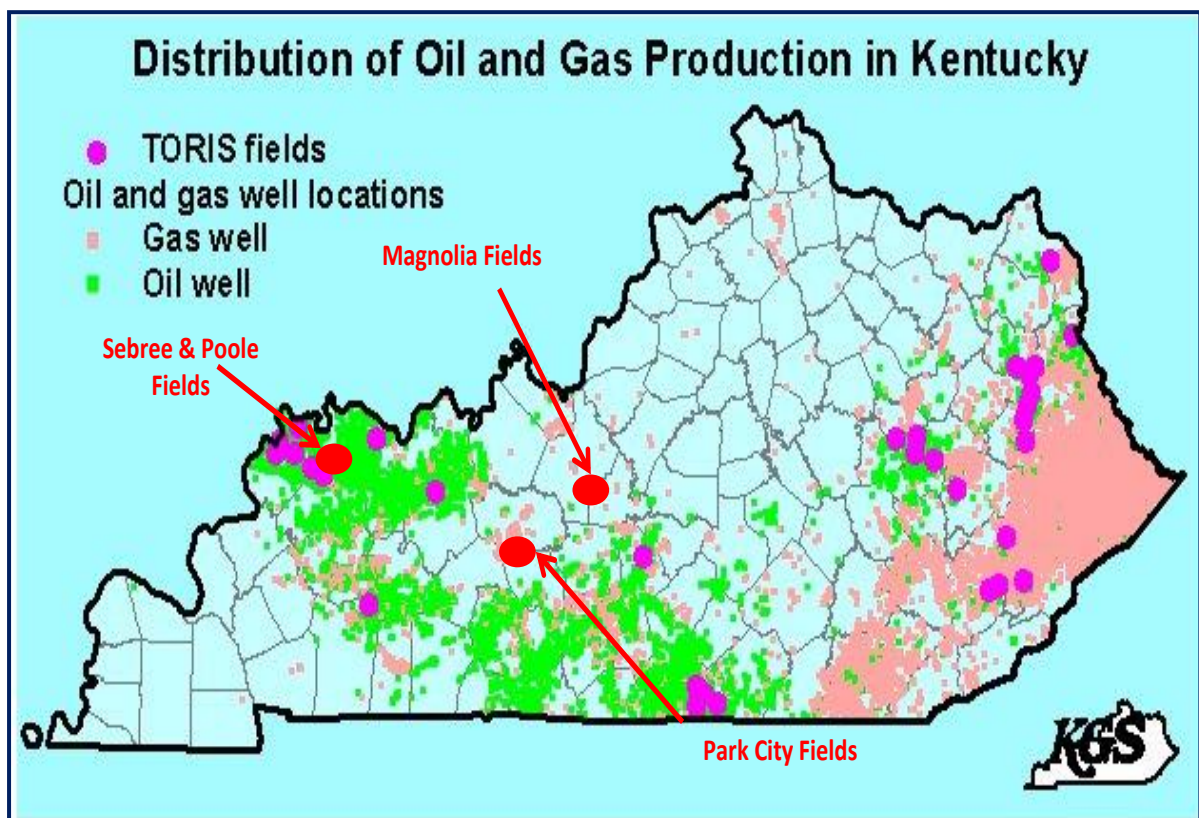 Distribution of Oil and Gas Production in Kentucky
TORIS fields
Oil and gas well locations
Gas well
Oil well
Magnolia Fields
Sebree & Poole
Fields
Park City Fields
KGS